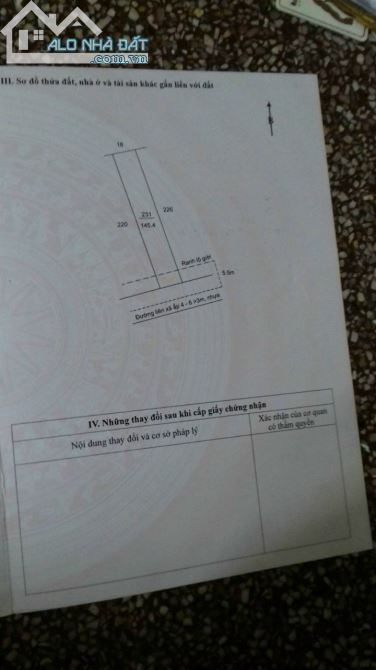 ALO NHÀ ĐẤT
III. Sơ đồ thửa đất, nhà ở và tài sản khác gắn liền với đất
18
231
220
226
145.4
Ranh lộ giới
5.5m
Đường liên xã ấp 4 - 6 >3m, nhựa
IV. Những thay đổi sau khi cấp giấy chứng nhận
Nội dung thay đổi và cơ sở pháp lý
Xác nhận của cơ quan
có thẩm quyền